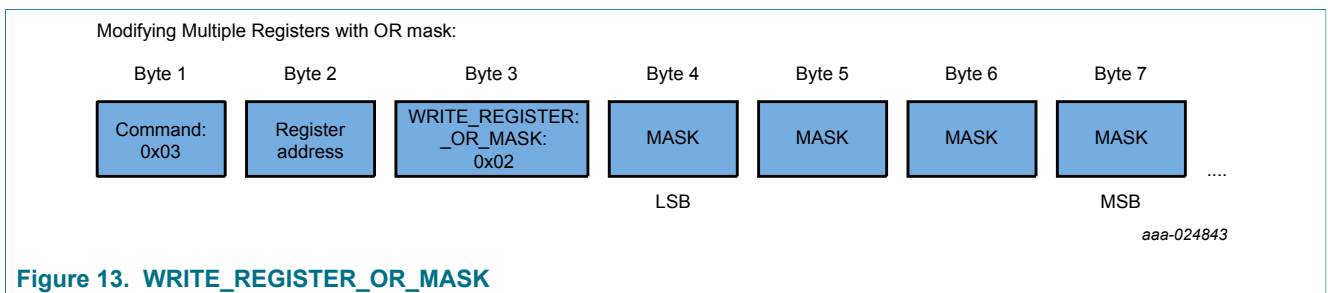 Modifying Multiple Registers with OR mask:
Byte 1 Byte 2 Byte 3 Byte 4 Byte 5 Byte 6 Byte 7
Command:
0x03
Register
address
WRITE_REGISTER:
_OR_MASK:
0x02
MASK
MASK
MASK
MASK
....
LSB MSB
aaa-024843
Figure 13. WRITE_REGISTER_OR_MASK